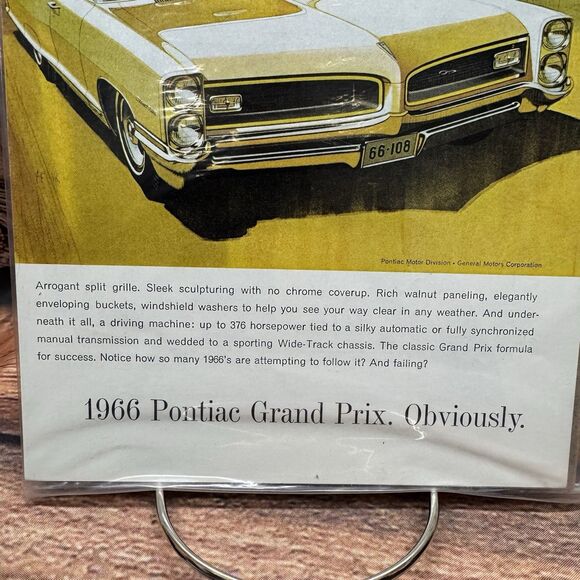 66-108
Pontiac Motor Division • General Motors Corporation
Arrogant split grille. Sleek sculpturing with no chrome coverup. Rich walnut paneling, elegantly
enveloping buckets, windshield washers to help you see your way clear in any weather. And under-
neath it all, a driving machine: up to 376 horsepower tied to a silky automatic or fully synchronized
manual transmission and wedded to a sporting Wide-Track chassis. The classic Grand Prix formula
for success. Notice how so many 1966's are attempting to follow it? And failing?
1966 Pontiac Grand Prix. Obviously.